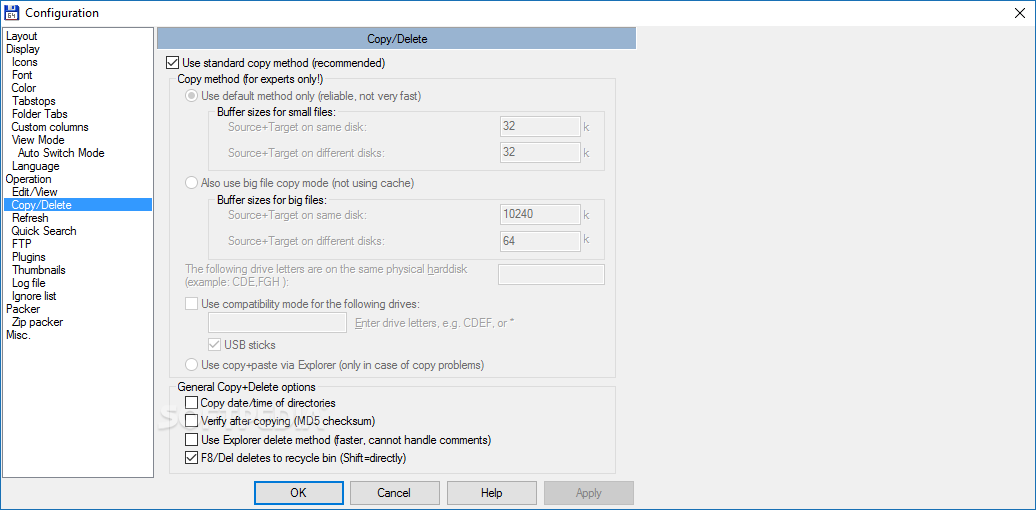 64
Configuration
Layout
Display
Icons
Font
Color
Tabstops
Folder Tabs
Custom columns
View Mode
Auto Switch Mode
Language
Operation
Edit/View
Copy/Delete
Refresh
Quick Search
FTP
Plugins
Thumbnails
Log file
Ignore list
Packer
Zip packer
Misc.
Copy/Delete
Use standard copy method (recommended)
Copy method (for experts only!)
Use default method only (reliable, not very fast)
Buffer sizes for small files:
Source+Target on same disk: 32 k
Source+Target on different disks: 32 k
Also use big file copy mode (not using cache)
Buffer sizes for big files:
Source+Target on same disk: 10240 k
Source+Target on different disks: 64 k
The following drive letters are on the same physical harddisk
(example: CDE,FGH ):
Use compatibility mode for the following drives:
Enter drive letters, e.g. CDEF, or *
USB sticks
Use copy+paste via Explorer (only in case of copy problems)
General Copy+Delete options
Copy date/time of directories
SOFTPEDIA
Verify after copying (MD5 checksum)
Use Explorer delete method (faster, cannot handle comments)
F8/Del deletes to recycle bin (Shift=directly)
OK Cancel Help Apply